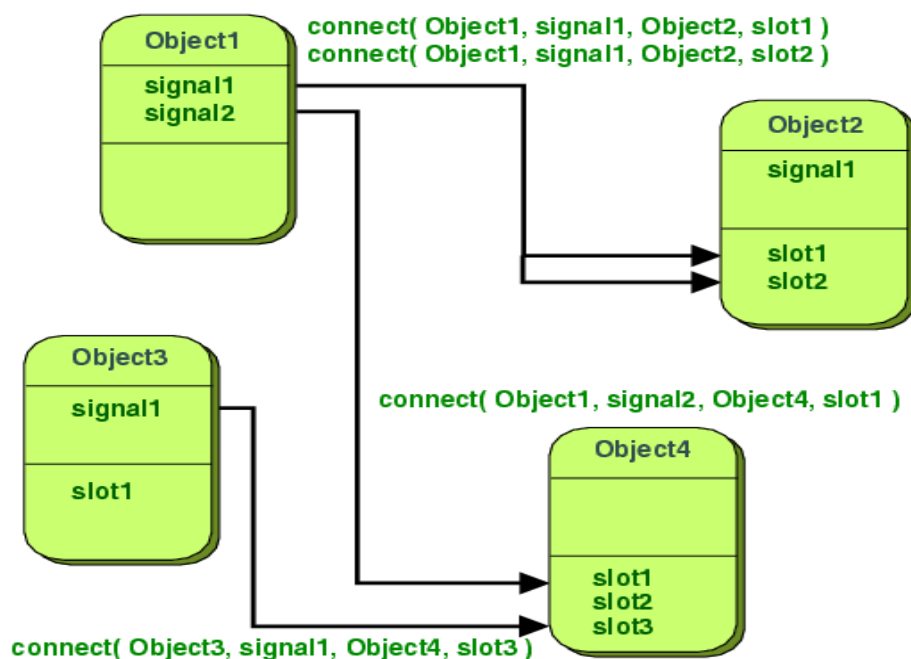 Object1
signal1
signal2
connect( Object1, signal1, Object2, slot1 )
connect( Object1, signal1, Object2, slot2 )
Object2
signal1
slot1
slot2
Object3
signal1
slot1
connect( Object1, signal2, Object4, slot1 )
Object4
slot1
slot2
slot3
connect( Object3, signal1, Object4, slot3 )